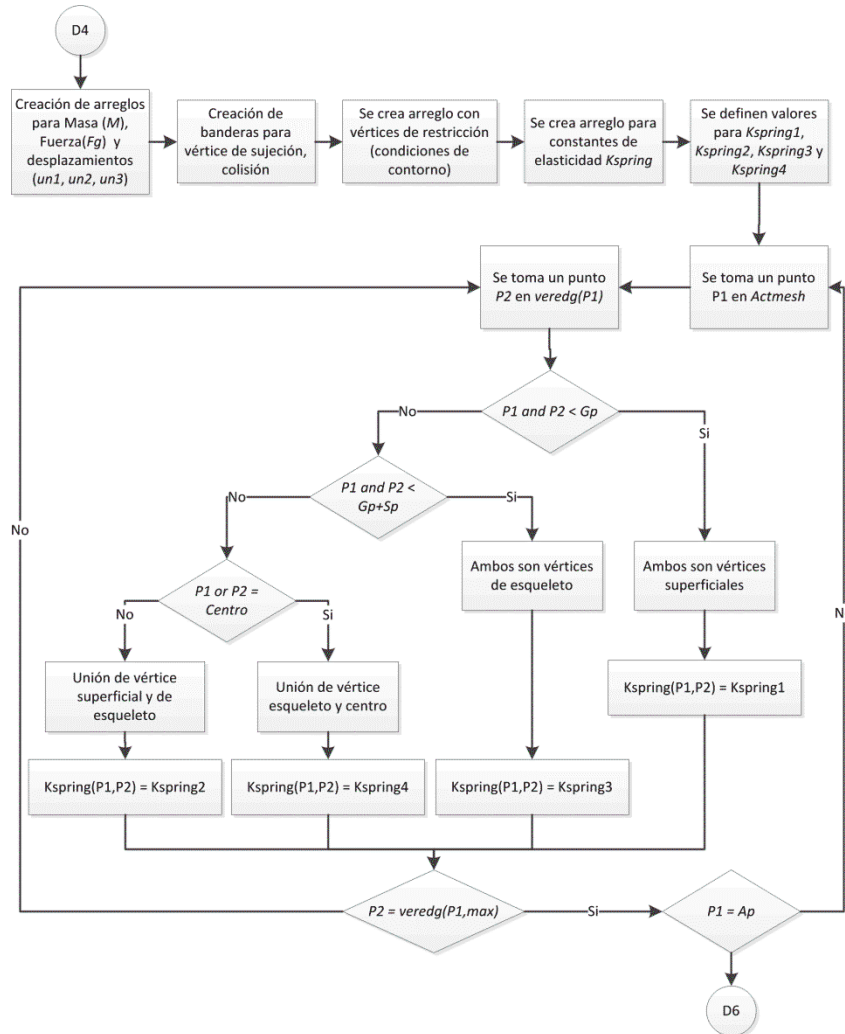 D4
Creación de arreglos
para Masa (M),
Fuerza(Fg) y
desplazamientos
(un1, un2, un3)
Creación de
banderas para
vértice de sujeción,
colisión
Se crea arreglo con
vértices de restricción
(condiciones de
contorno)
Se crea arreglo para
constantes de
elasticidad Kspring
Se definen valores
para Kspring1,
Kspring2, Kspring3 y
Kspring4
Se toma un punto
P2 en veredg(P1)
Se toma un punto
P1 en Actmesh
P1 and P2 < Gp
No
Si
P1 and P2 <
Gp+Sp
No
Si
No
Ambos son vértices
de esqueleto
Ambos son vértices
superficiales
P1 or P2 =
Centro
No
Si
N
Unión de vértice
superficial y de
esqueleto
Unión de vértice
esqueleto y centro
Kspring(P1,P2) = Kspring1
Kspring(P1,P2) = Kspring2
Kspring(P1,P2) = Kspring4
Kspring(P1,P2) = Kspring3
P2 = veredg(P1,max)
Si
P1 = Ap
D6